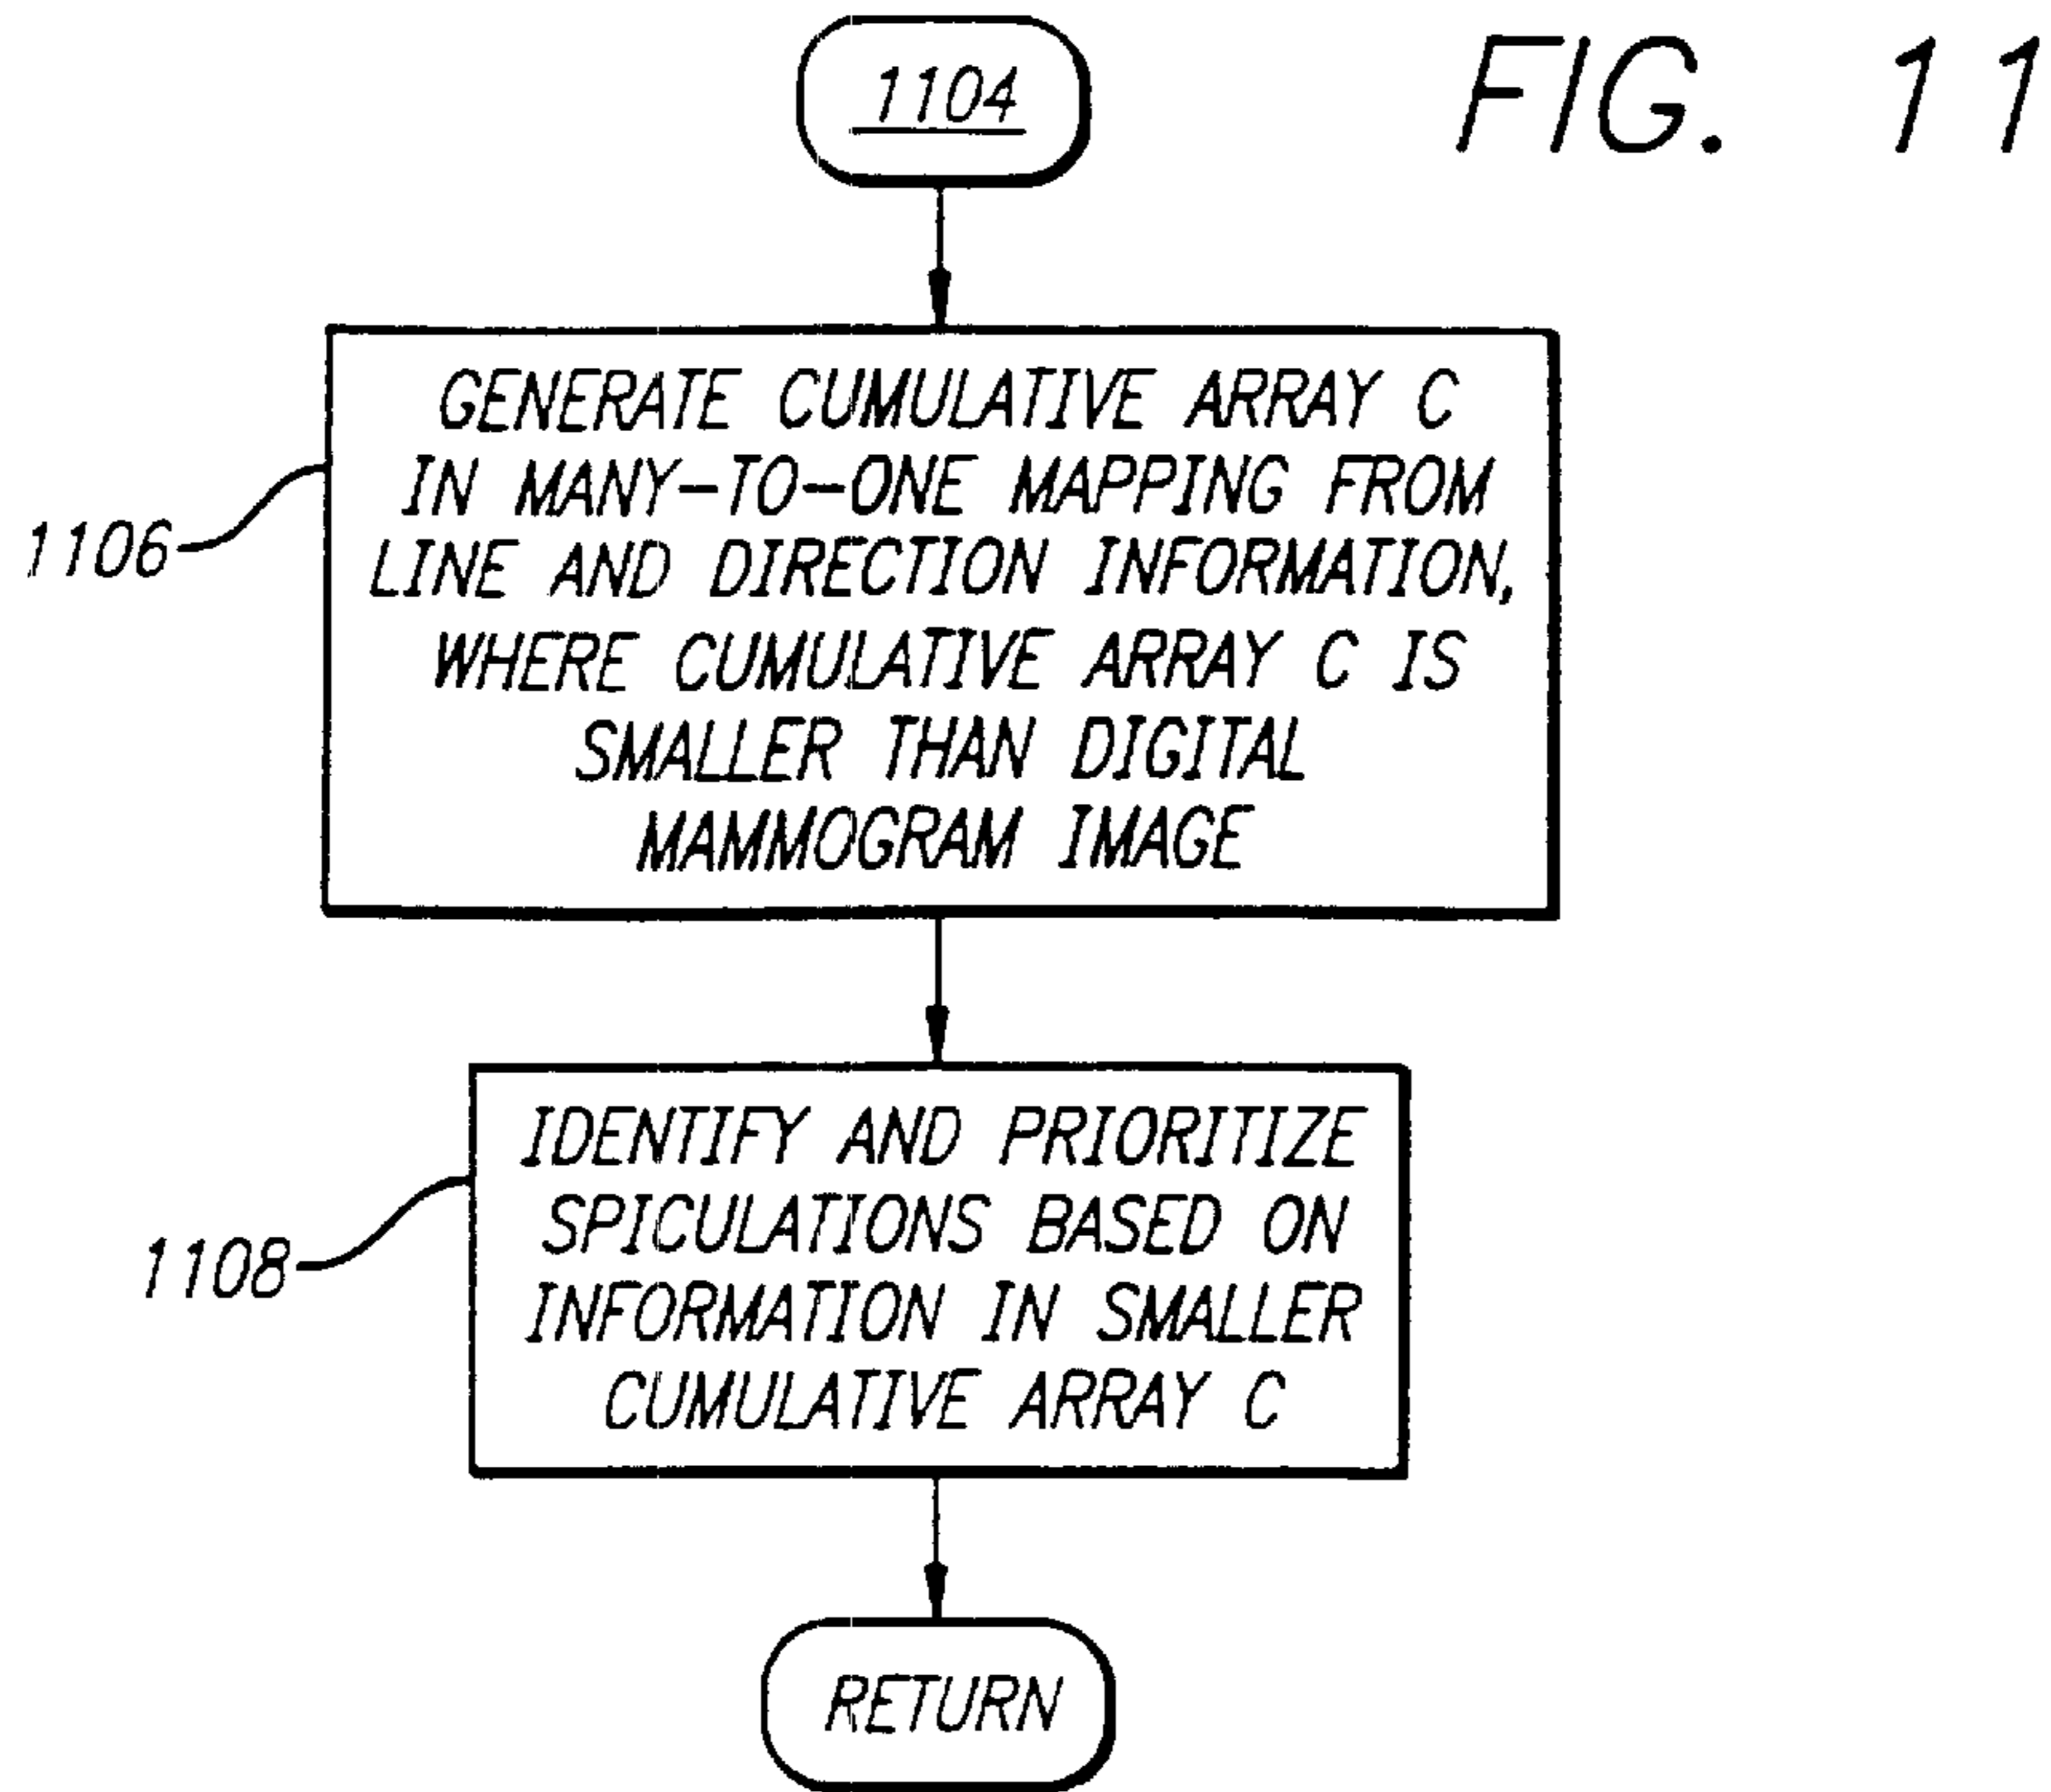 FIG. 11
1104
GENERATE CUMULATIVE ARRAY C
IN MANY-TO-ONE MAPPING FROM
LINE AND DIRECTION INFORMATION,
WHERE CUMULATIVE ARRAY C IS
SMALLER THAN DIGITAL
MAMMOGRAM IMAGE
1106
IDENTIFY AND PRIORITIZE
SPICULATIONS BASED ON
INFORMATION IN SMALLER
CUMULATIVE ARRAY C
1108
RETURN